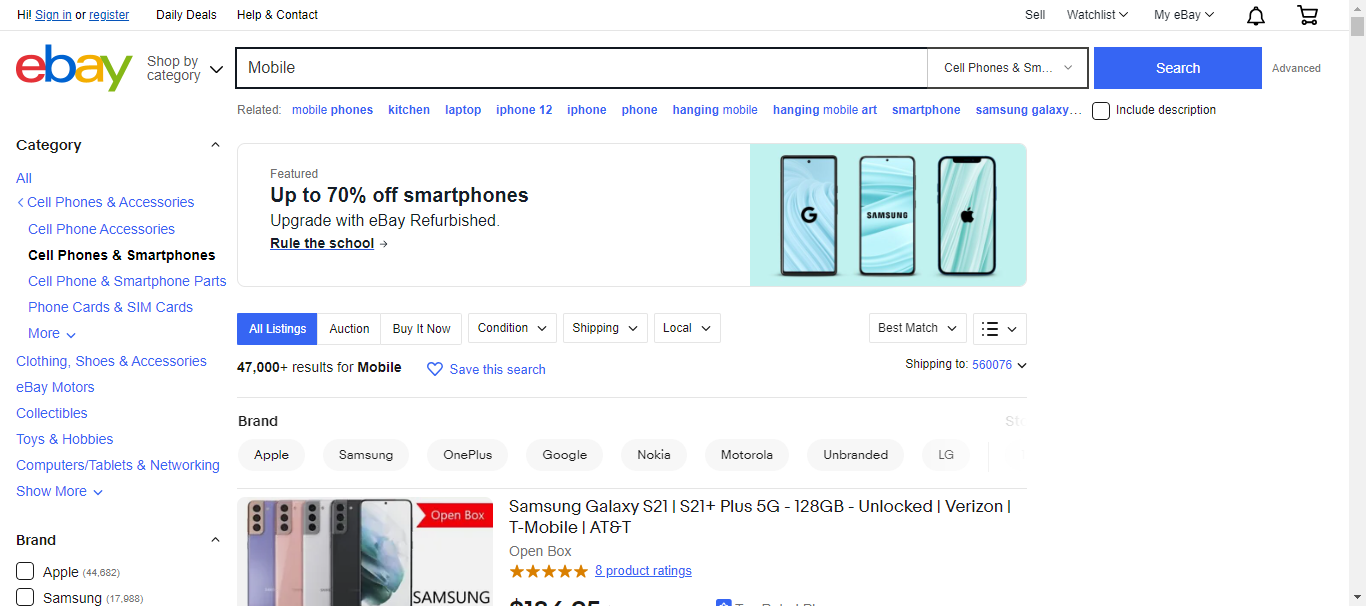 Hi! Sign in or register Daily Deals Help & Contact Sell Watchlist My eBay
ebay Shop by category Mobile Cell Phones & Sm... Search Advanced
Related: mobile phones kitchen laptop iphone 12 iphone phone hanging mobile hanging mobile art smartphone samsung galaxy... Include description
Category
All
Cell Phones & Accessories
Cell Phone Accessories
Cell Phones & Smartphones
Cell Phone & Smartphone Parts
Phone Cards & SIM Cards
More
Clothing, Shoes & Accessories
eBay Motors
Collectibles
Toys & Hobbies
Computers/Tablets & Networking
Show More
Brand
Apple (44,682)
Samsung (17,988)
Featured
Up to 70% off smartphones
Upgrade with eBay Refurbished.
Rule the school →
G SAMSUNG
All Listings Auction Buy It Now Condition Shipping Local Best Match
47,000+ results for Mobile Save this search Shipping to: 560076
Brand
Apple Samsung OnePlus Google Nokia Motorola Unbranded LG
Open Box
SAMSUNG
Samsung Galaxy S21 | S21+ Plus 5G - 128GB - Unlocked | Verizon |
T-Mobile | AT&T
Open Box
8 product ratings